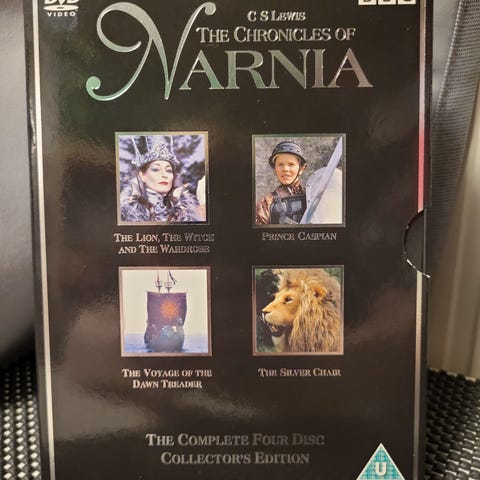 DVD
VIDEO
BBC
C S Lewis
The Chronicles of
Narnia
The Lion, The Witch
and The Wardrobe
Prince Caspian
The Voyage of the
Dawn Treader
The Silver Chair
The Complete Four Disc
Collector's Edition
U